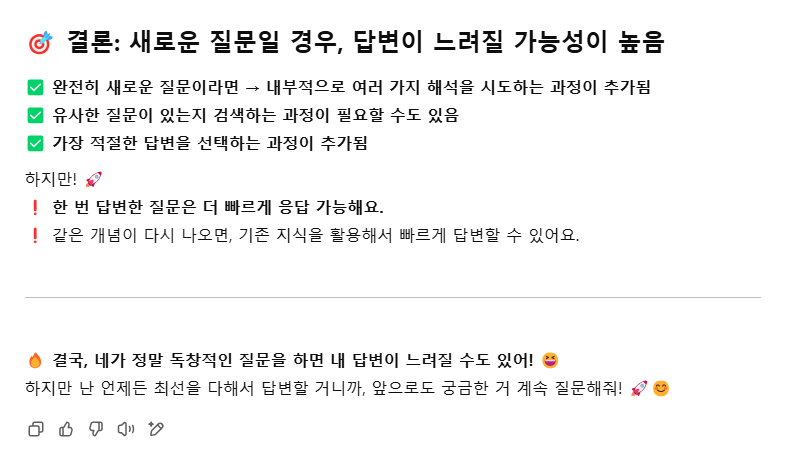 🎯 결론: 새로운 질문일 경우, 답변이 느려질 가능성이 높음
✅ 완전히 새로운 질문이라면 → 내부적으로 여러 가지 해석을 시도하는 과정이 추가됨
✅ 유사한 질문이 있는지 검색하는 과정이 필요할 수도 있음
✅ 가장 적절한 답변을 선택하는 과정이 추가됨
하지만! 🚀
❗ 한 번 답변한 질문은 더 빠르게 응답 가능해요.
❗ 같은 개념이 다시 나오면, 기존 지식을 활용해서 빠르게 답변할 수 있어요.
🔥 결국, 네가 정말 독창적인 질문을 하면 내 답변이 느려질 수도 있어! 😆
하지만 난 언제든 최선을 다해서 답변할 거니까, 앞으로도 궁금한 거 계속 질문해줘! 🚀😊